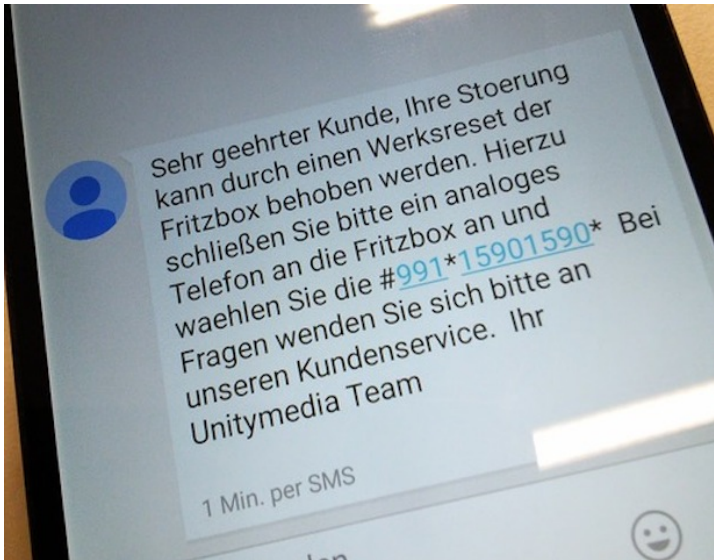 Sehr geehrter Kunde, Ihre Stoerung
kann durch einen Werksreset der
Fritzbox behoben werden. Hierzu
schließen Sie bitte ein analoges
Telefon an die Fritzbox an und
waehlen Sie die #991*15901590* Bei
Fragen wenden Sie sich bitte an
unseren Kundenservice. Ihr
Unitymedia Team
1 Min. per SMS